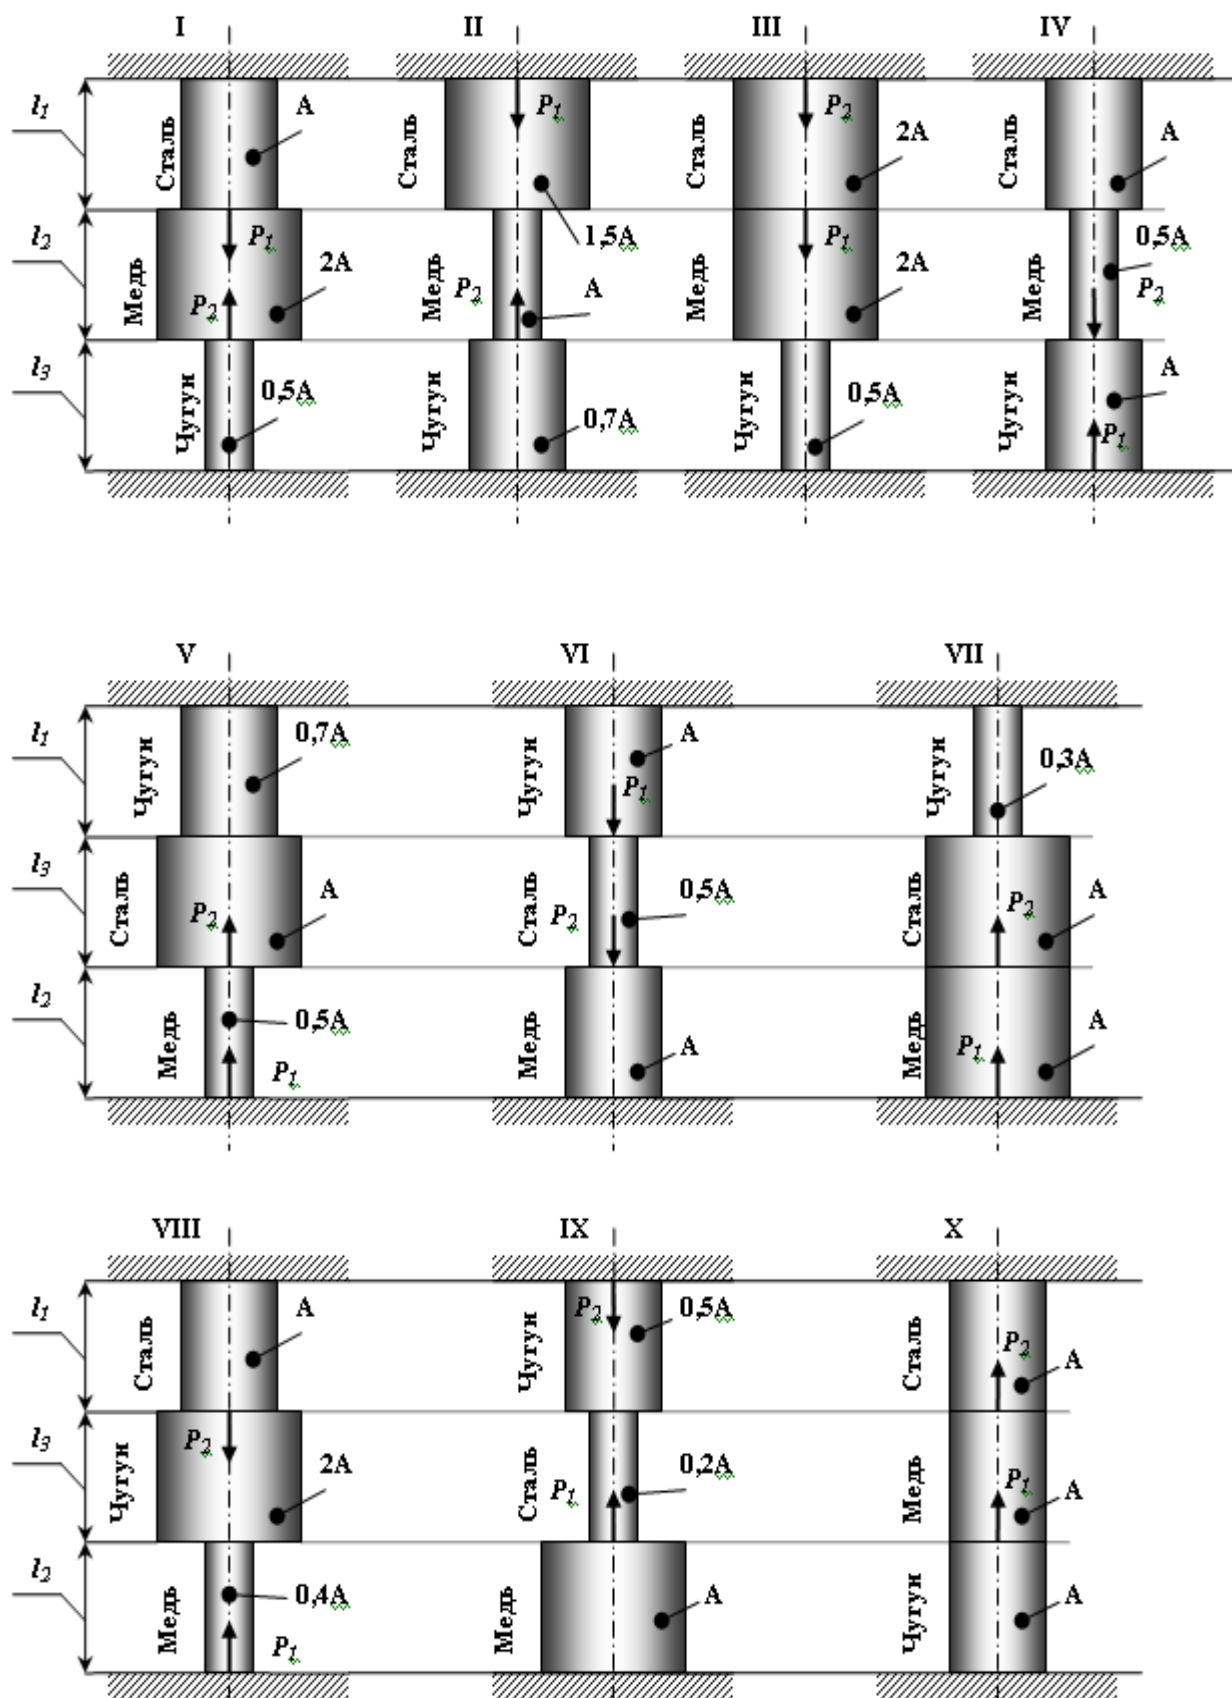 I II III IV
l1 Сталь A P1
Сталь P1 1,5A
Сталь P2 2A
Сталь A
l2 Медь P2 2A
Медь P2 A
Медь P1 2A
Медь 0,5A P2
l3 Чугун 0,5A
Чугун 0,7A
Чугун 0,5A
Чугун A P1
V VI VII
l1 Чугун 0,7A
Чугун A P1
Чугун 0,3A
l3 Сталь P2 A
Сталь P2 0,5A
Сталь P2 A
l2 Медь 0,5A P1
Медь A
Медь P1 A
VIII IX X
l1 Сталь A
Чугун P2 0,5A
Сталь P2 A
l3 Чугун P2 2A
Сталь P1 0,2A
Медь P1 A
l2 Медь 0,4A P1
Медь A
Чугун A